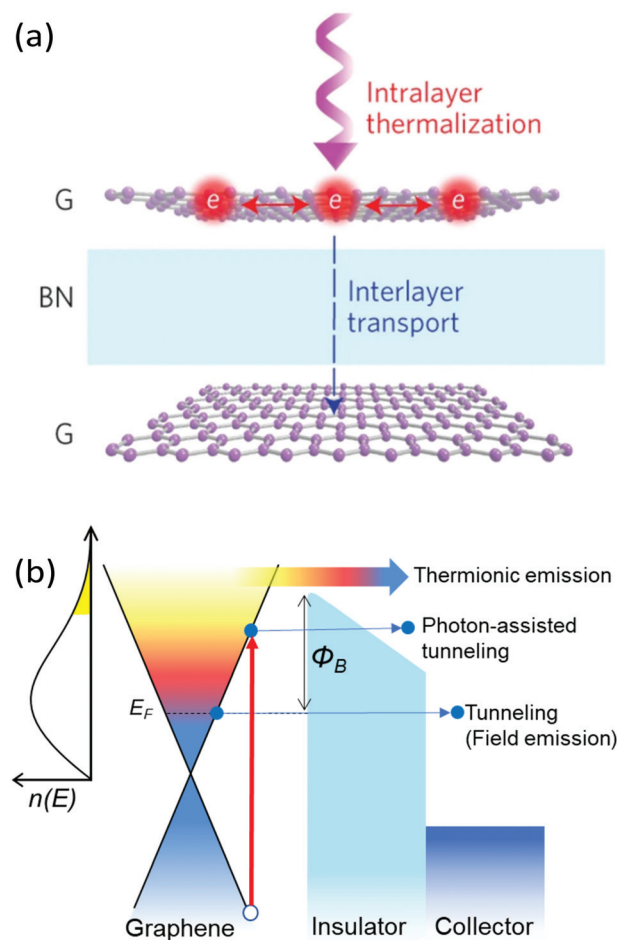 (a)
Intralayer
thermalization
G
e e e
BN
Interlayer
transport
G
(b)
Thermionic emission
Photon-assisted
tunneling
Φ_B
E_F
Tunneling
(Field emission)
n(E)
Graphene
Insulator
Collector